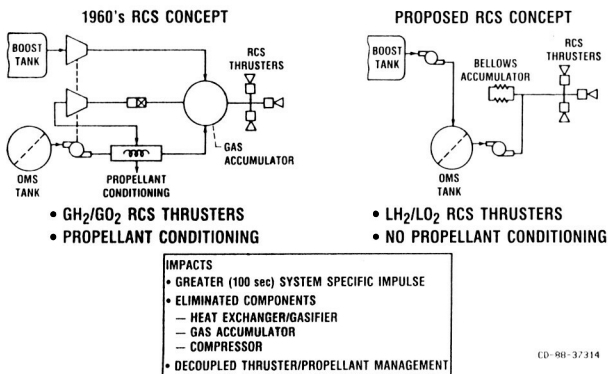 1960's RCS CONCEPT
BOOST
TANK
RCS
THRUSTERS
GAS
ACCUMULATOR
OMS
TANK
PROPELLANT
CONDITIONING
• GH₂/GO₂ RCS THRUSTERS
• PROPELLANT CONDITIONING
PROPOSED RCS CONCEPT
BOOST
TANK
BELLOWS
ACCUMULATOR
RCS
THRUSTERS
OMS
TANK
• LH₂/LO₂ RCS THRUSTERS
• NO PROPELLANT CONDITIONING
IMPACTS
• GREATER (100 sec) SYSTEM SPECIFIC IMPULSE
• ELIMINATED COMPONENTS
— HEAT EXCHANGER/GASIFIER
— GAS ACCUMULATOR
— COMPRESSOR
• DECOUPLED THRUSTER/PROPELLANT MANAGEMENT
CD-88-37314